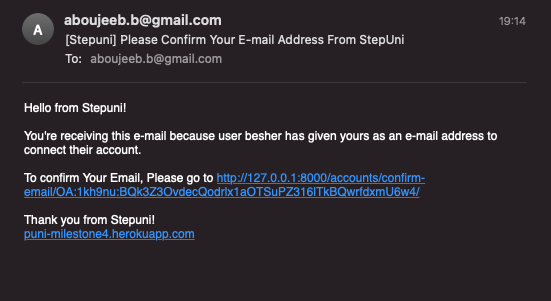 A
aboujeeb.b@gmail.com
19:14
[Stepuni] Please Confirm Your E-mail Address From StepUni
To: aboujeeb.b@gmail.com
Hello from Stepuni!
You're receiving this e-mail because user besher has given yours as an e-mail address to
connect their account.
To confirm Your Email, Please go to http://127.0.0.1:8000/accounts/confirm-
email/OA:1kh9nu:BQk3Z3OvdecQodrlx1aOTSuPZ316lTkBQwrfdxmU6w4/
Thank you from Stepuni!
puni-milestone4.herokuapp.com